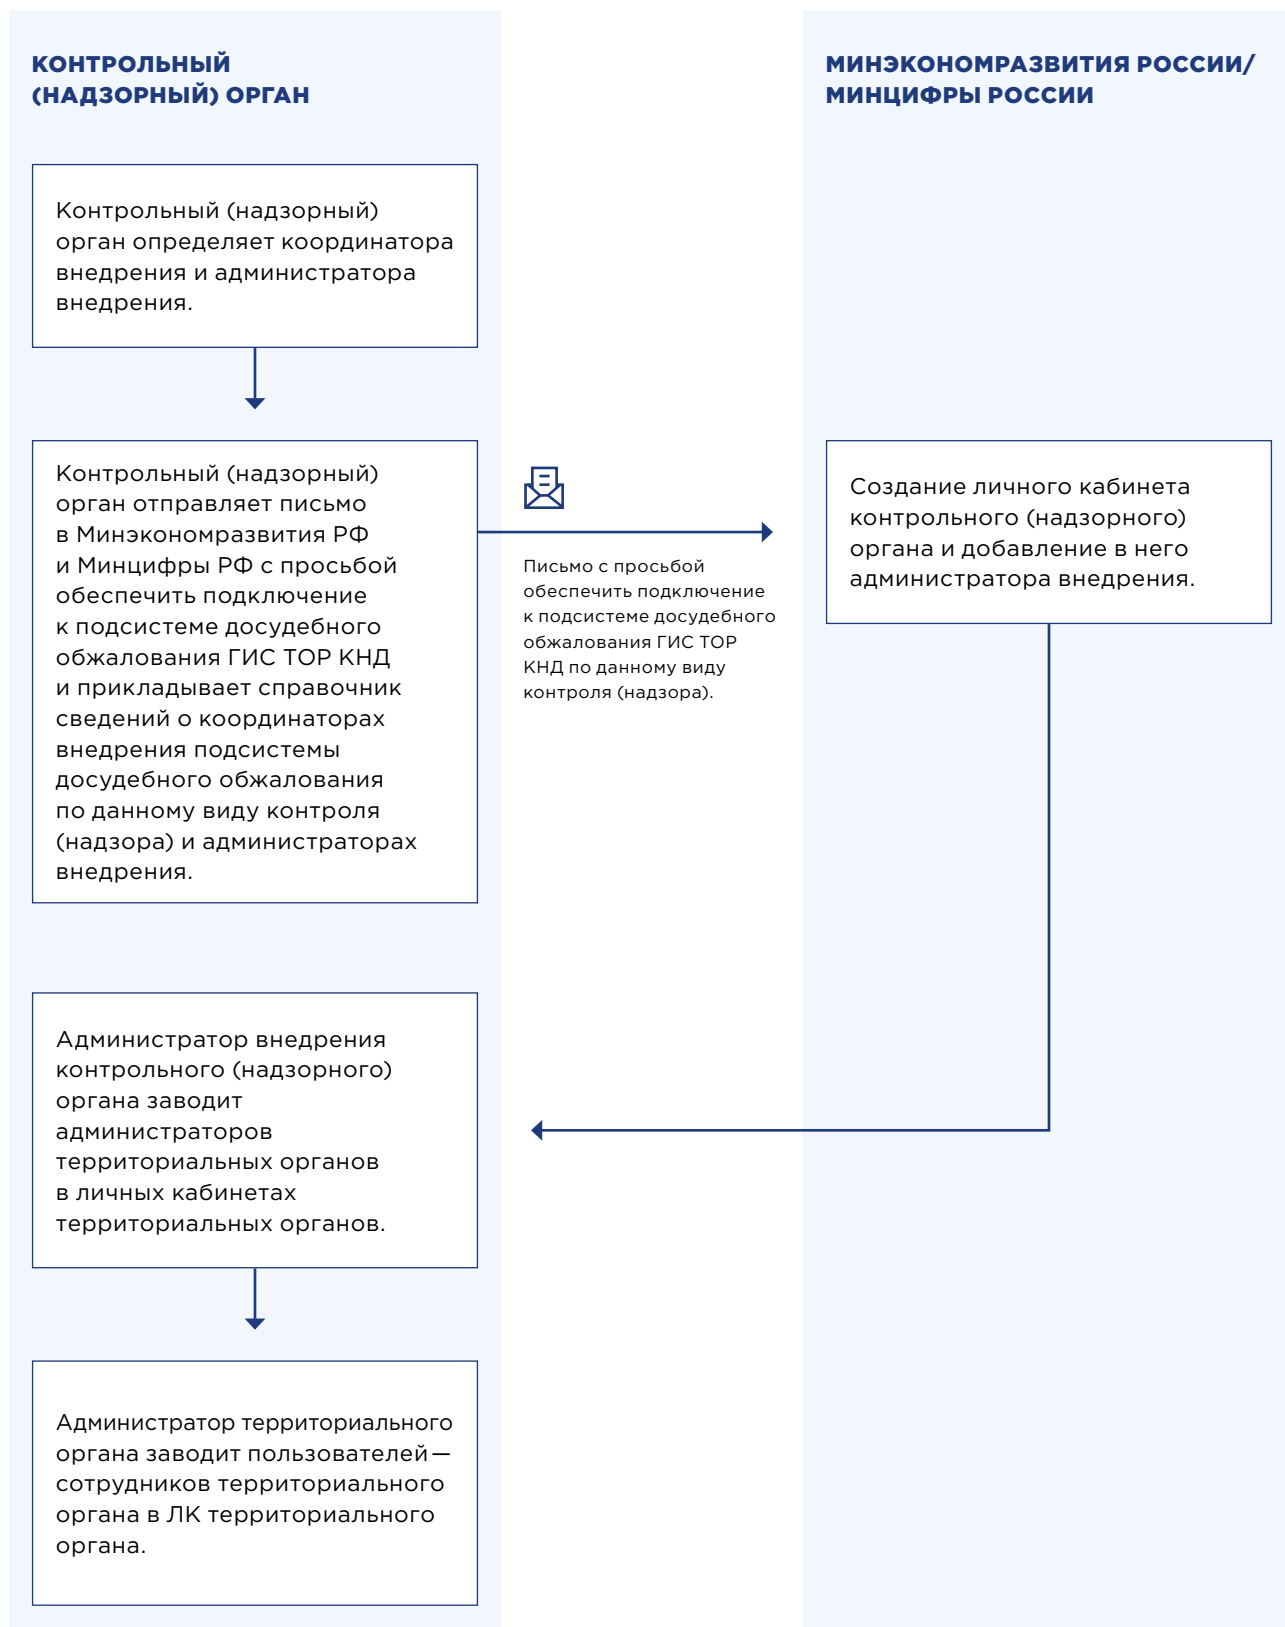 КОНТРОЛЬНЫЙ
(НАДЗОРНЫЙ) ОРГАН
МИНЭКОНОМРАЗВИТИЯ РОССИИ/
МИНЦИФРЫ РОССИИ
Контрольный (надзорный)
орган определяет координатора
внедрения и администратора
внедрения.
Контрольный (надзорный)
орган отправляет письмо
в Минэкономразвития РФ
и Минцифры РФ с просьбой
обеспечить подключение
к подсистеме досудебного
обжалования ГИС ТОР КНД
и прикладывает справочник
сведений о координаторах
внедрения подсистемы
досудебного обжалования
по данному виду контроля
(надзора) и администраторах
внедрения.
Письмо с просьбой
обеспечить подключение
к подсистеме досудебного
обжалования ГИС ТОР
КНД по данному виду
контроля (надзора).
Создание личного кабинета
контрольного (надзорного)
органа и добавление в него
администратора внедрения.
Администратор внедрения
контрольного (надзорного)
органа заводит
администраторов
территориальных органов
в личных кабинетах
территориальных органов.
Администратор территориального
органа заводит пользователей —
сотрудников территориального
органа в ЛК территориального
органа.